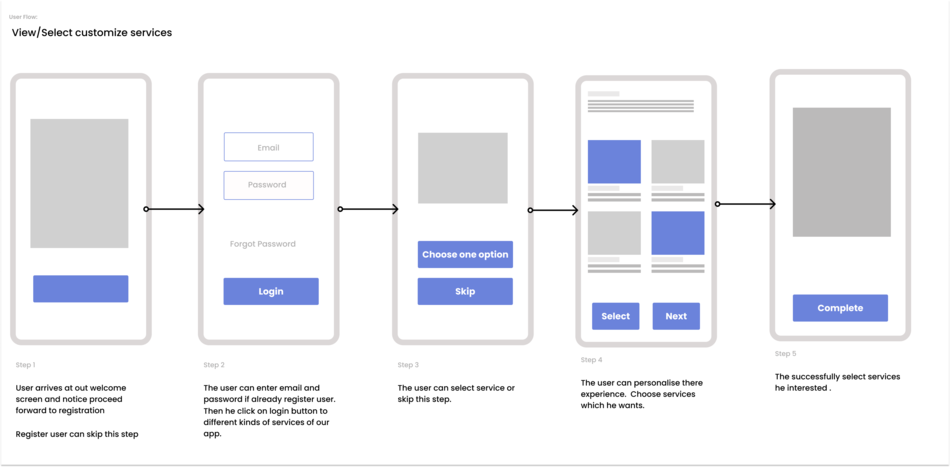 User Flow:
View/Select customize services
Email
Password
Forgot Password
Login
Choose one option
Skip
Select
Next
Complete
Step 1
User arrives at out welcome
screen and notice proceed
forward to registration
Register user can skip this step
Step 2
The user can enter email and
password if already register user.
Then he click on login button to
different kinds of services of our
app.
Step 3
The user can select service or
skip this step.
Step 4
The user can personalise there
experience. Choose services
which he wants.
Step 5
The successfully select services
he interested .